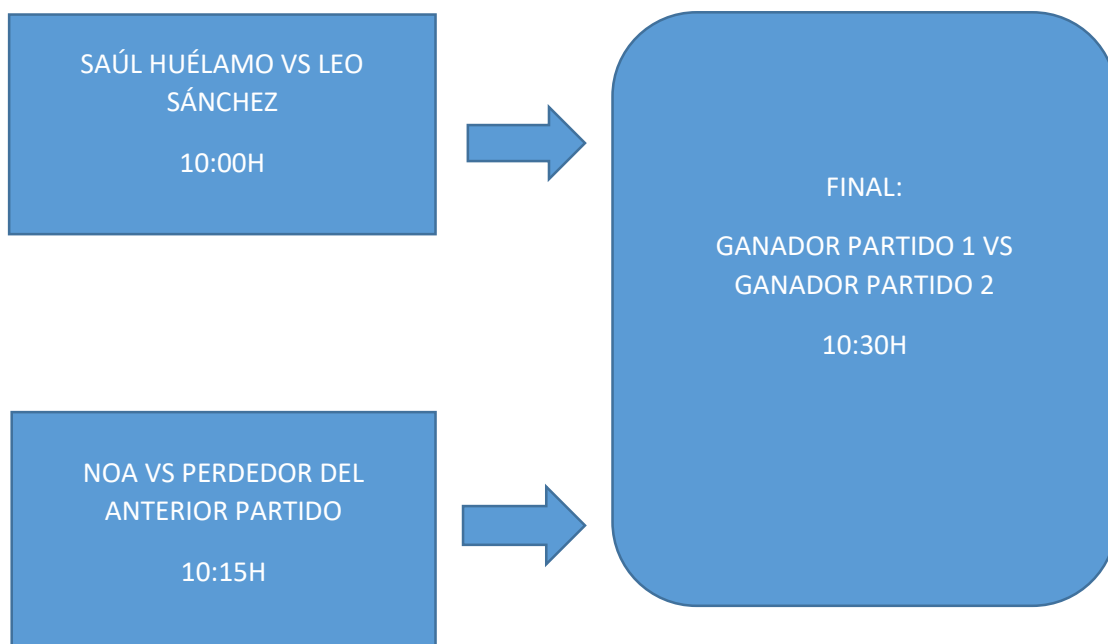 SAÚL HUÉLAMO VS LEO
SÁNCHEZ
10:00H
FINAL:
GANADOR PARTIDO 1 VS
GANADOR PARTIDO 2
10:30H
NOA VS PERDEDOR DEL
ANTERIOR PARTIDO
10:15H